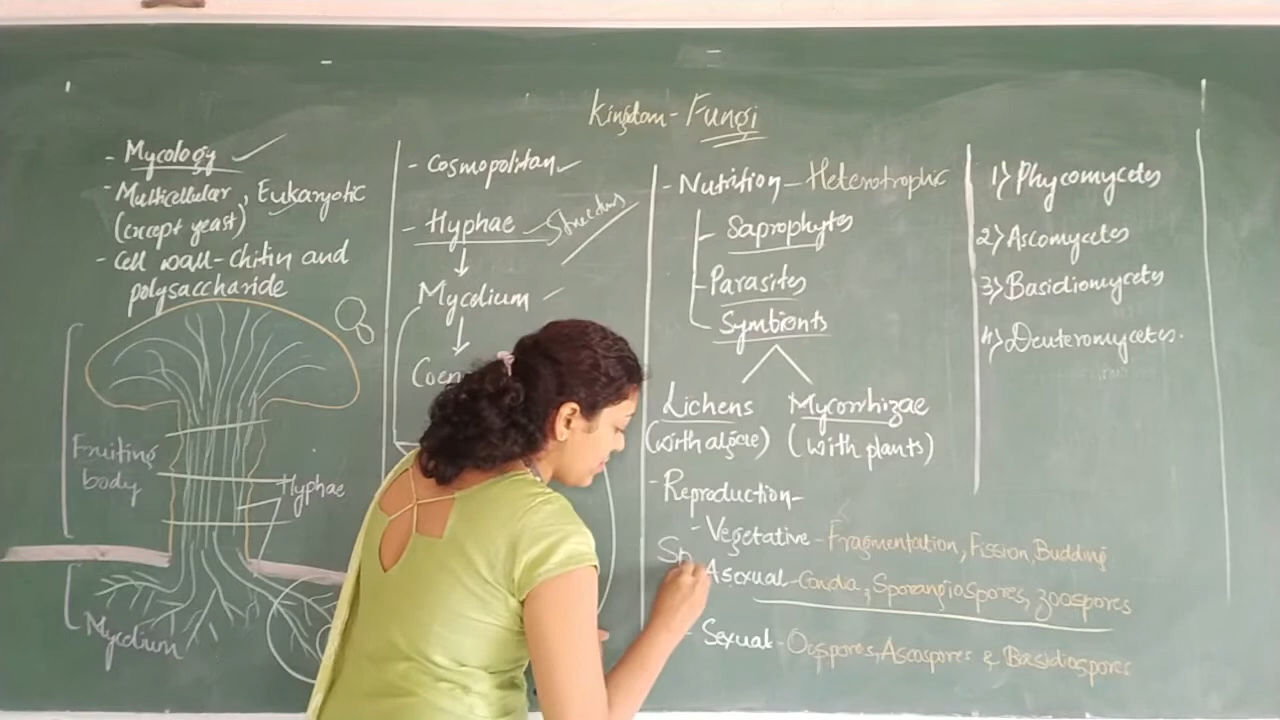 Kingdom - Fungi
- Mycology
- Multicellular, Eukaryotic
(except yeast)
- Cell wall - chitin and
polysaccharide
Fruiting
body
Hyphae
Mycelium
- Cosmopolitan
- Hyphae -
Mycelium
Coen
- Nutrition - Heterotrophic
- Saprophytes
- Parasites
- Symbionts
Lichens
(with algae)
Mycorrhizae
(with plants)
- Reproduction -
- Vegetative - Fragmentation, Fission, Budding
Sp
Asexual - Conidia, Sporangiospores, zoospores
- Sexual - Oospores, Ascospores & Basidiospores
1) Phycomycetes
2) Ascomycetes
3) Basidiomycetes
4) Deuteromycetes.